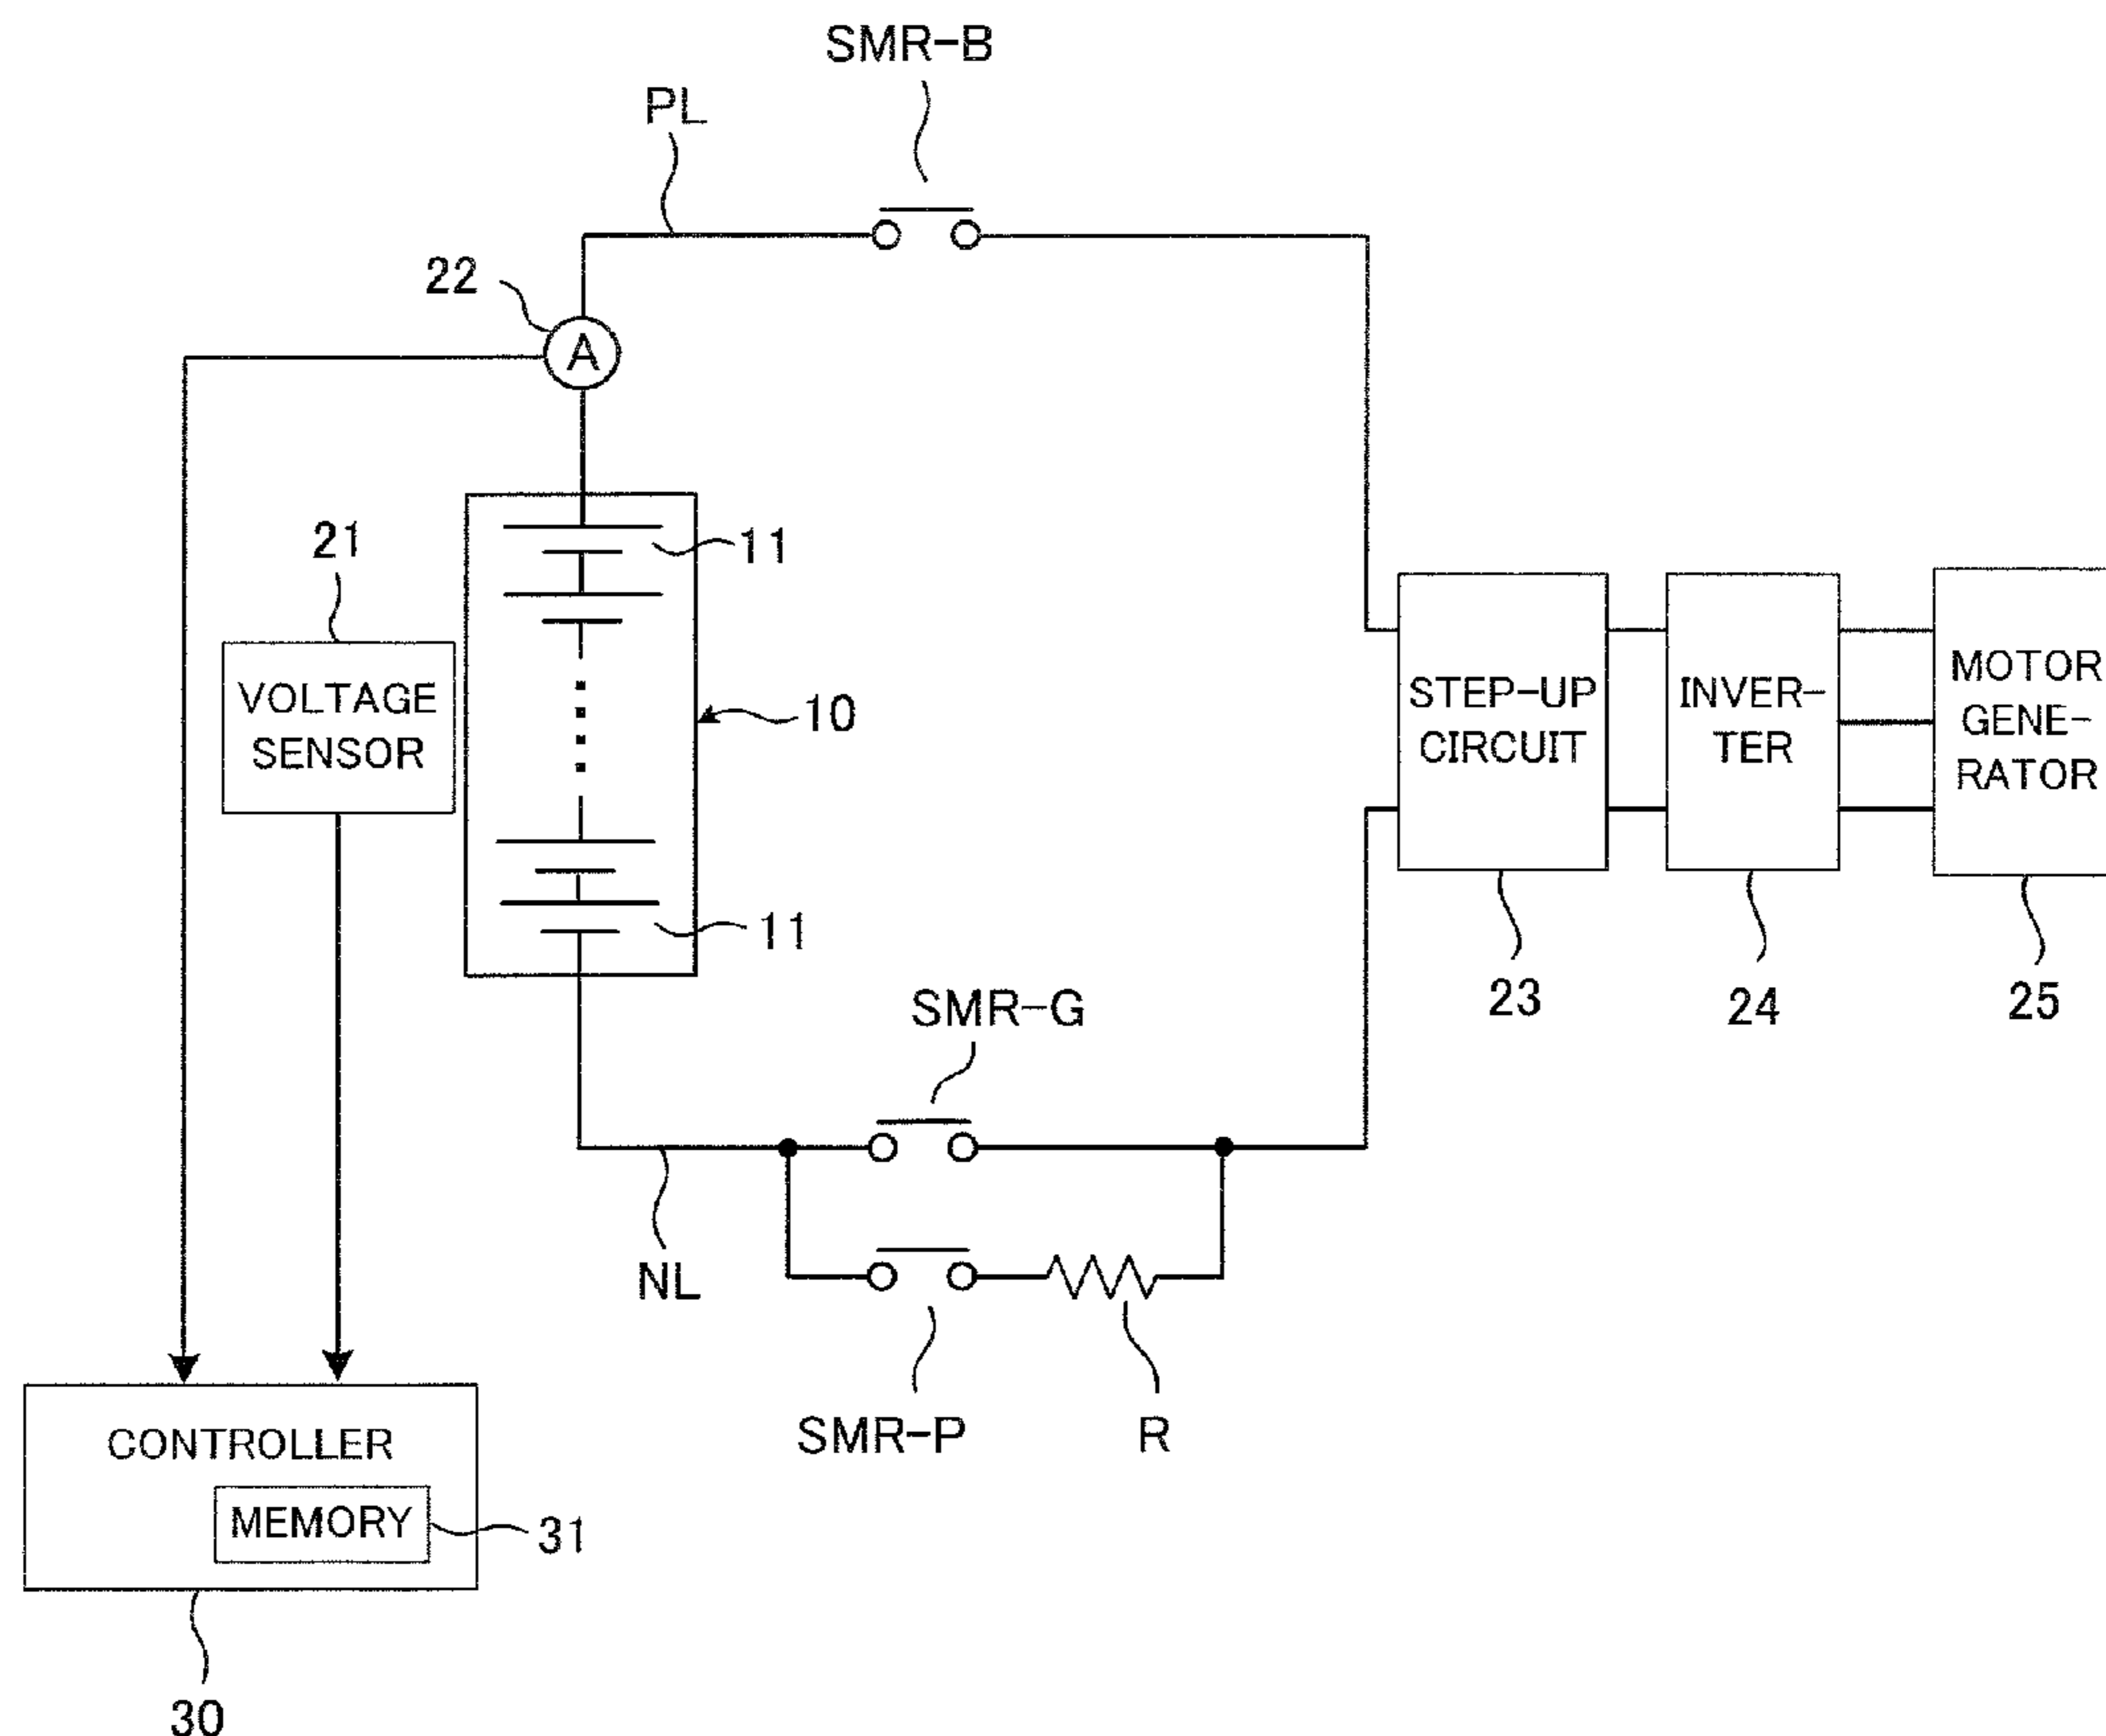 SMR-B
PL
22
A
11
21
VOLTAGE
SENSOR
10
STEP-UP
CIRCUIT
INVER-
TER
MOTOR
GENE-
RATOR
11
23
24
25
SMR-G
NL
SMR-P
R
CONTROLLER
MEMORY
31
30